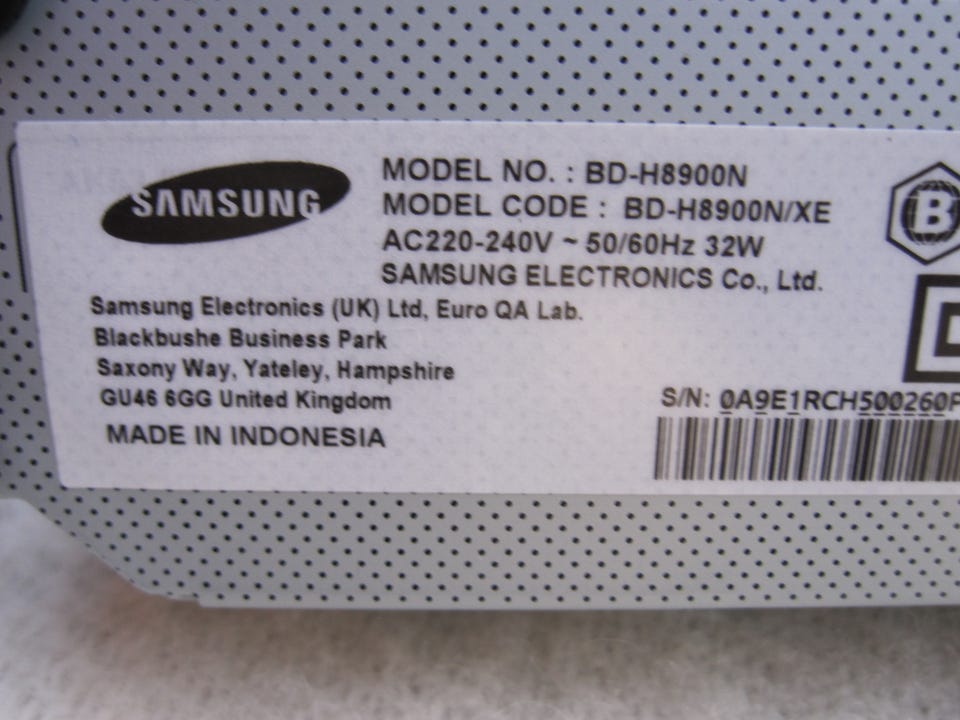 SAMSUNG
MODEL NO. : BD-H8900N
MODEL CODE : BD-H8900N/XE
AC220-240V ~ 50/60Hz 32W
SAMSUNG ELECTRONICS Co., Ltd.
Samsung Electronics (UK) Ltd, Euro QA Lab.
Blackbushe Business Park
Saxony Way, Yateley, Hampshire
GU46 6GG United Kingdom
MADE IN INDONESIA
B
S/N: 0A9E1RCH500260F